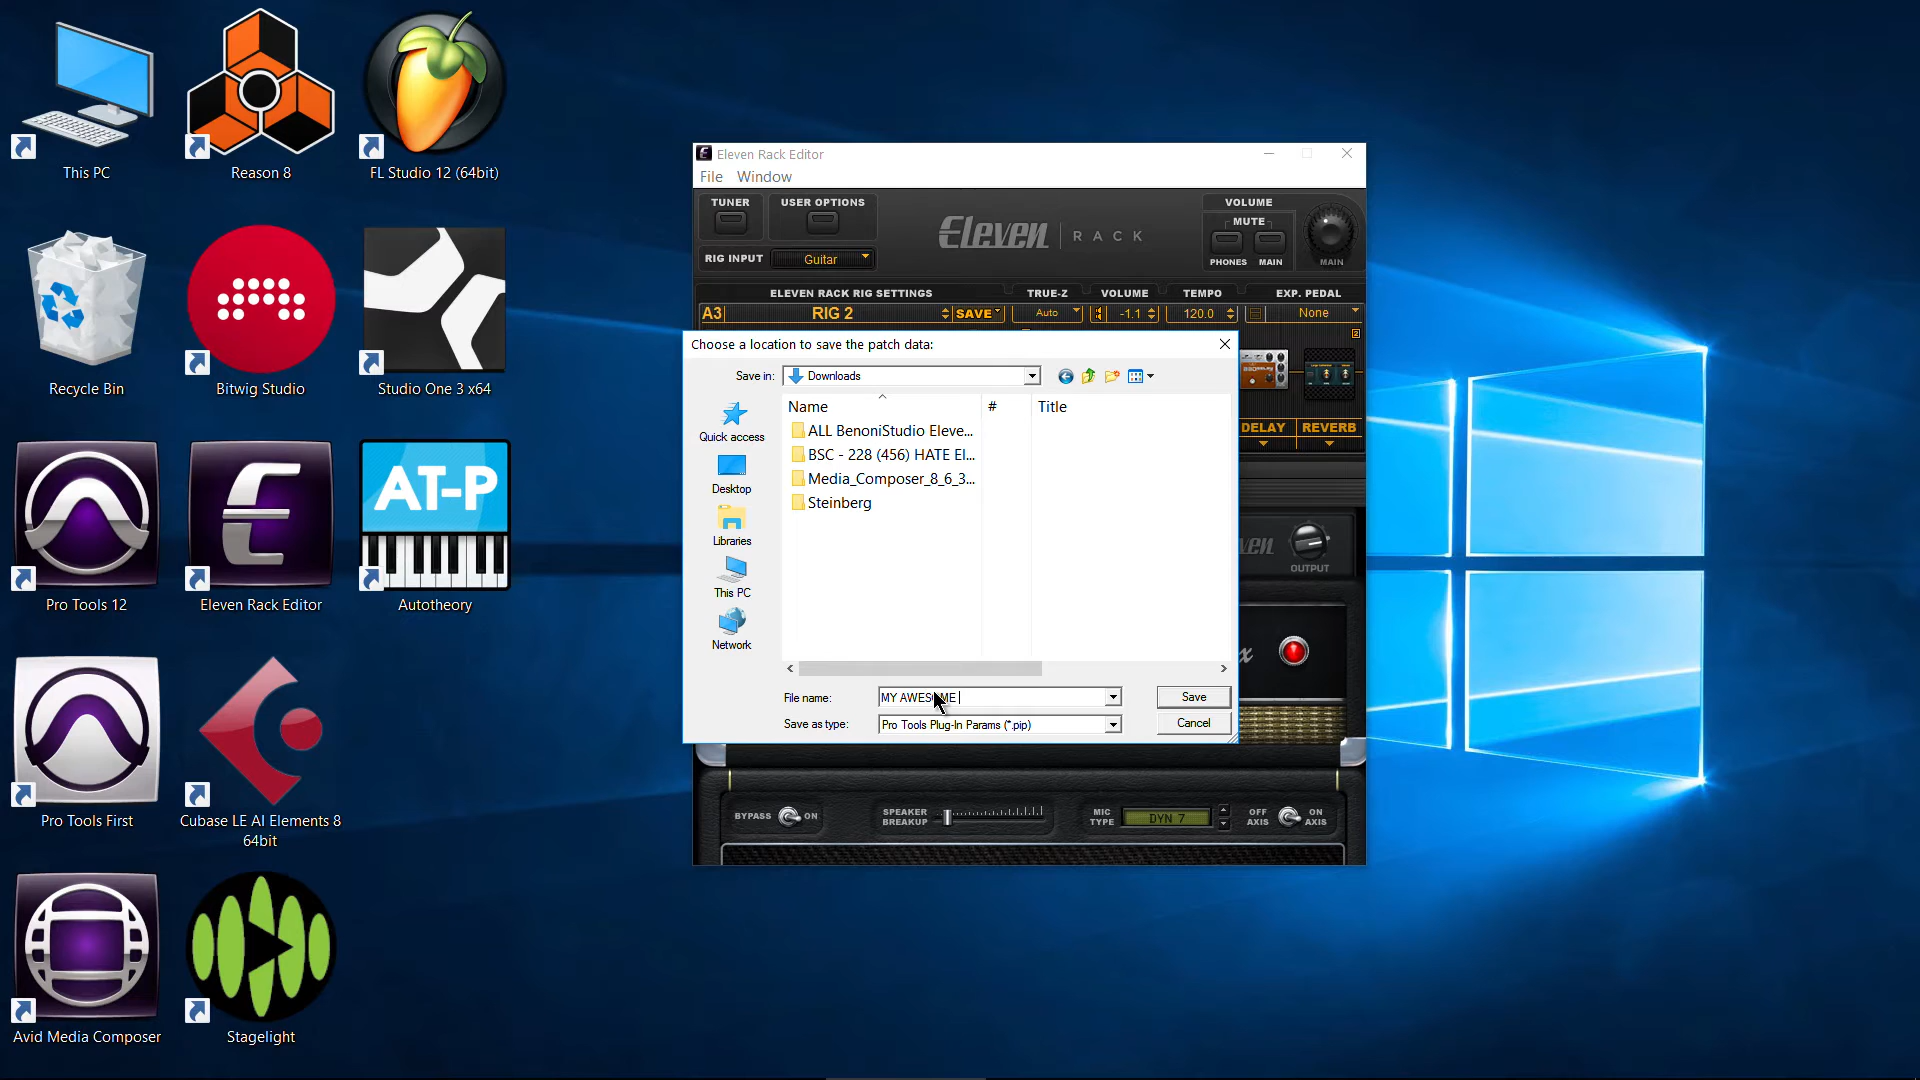 This PC
Reason 8
FL Studio 12 (64bit)
Recycle Bin
Bitwig Studio
Studio One 3 x64
AT-P
Pro Tools 12
Eleven Rack Editor
Autotheory
Pro Tools First
Cubase LE AI Elements 8
64bit
Avid Media Composer
Stagelight
Eleven Rack Editor
File Window
TUNER
USER OPTIONS
Eleven RACK
VOLUME
MUTE
PHONES MAIN
MAIN
RIG INPUT Guitar
ELEVEN RACK RIG SETTINGS
TRUE-Z
VOLUME
TEMPO
EXP. PEDAL
A3 RIG 2 SAVE Auto -1.1 120.0 None
2
DELAY REVERB
OUTPUT
Choose a location to save the patch data:
Save in: Downloads
Name # Title
Quick access
Desktop
Libraries
This PC
Network
ALL BenoniStudio Eleve...
BSC - 228 (456) HATE El...
Media_Composer_8_6_3...
Steinberg
File name: MY AWESOME
Save
Save as type: Pro Tools Plug-In Params (*.pip)
Cancel
BYPASS ON
SPEAKER
BREAKUP
MIC
TYPE
DYN 7
OFF
AXIS
ON
AXIS